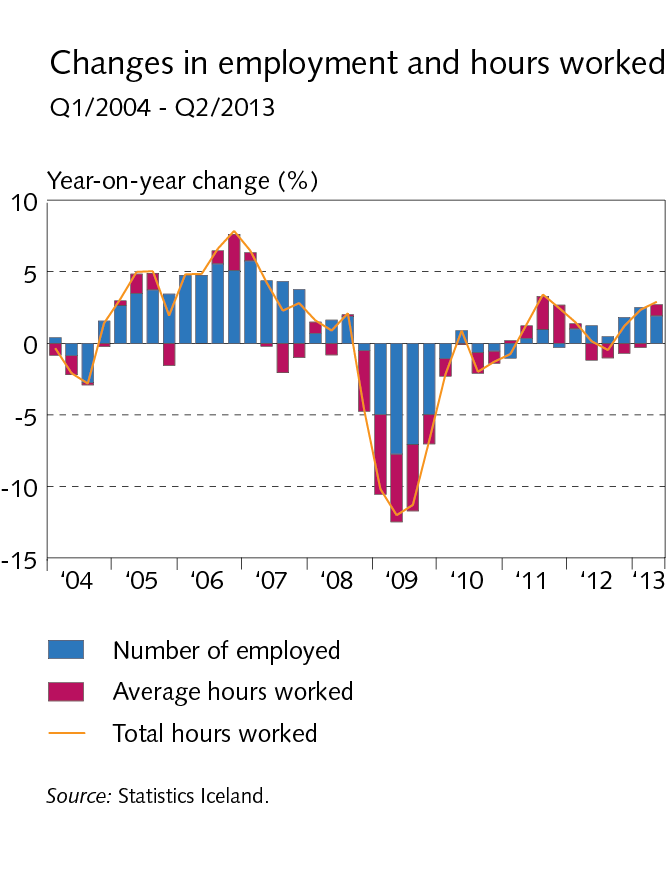 Changes in employment and hours worked
Q1/2004 - Q2/2013
Year-on-year change (%)
10
5
0
-5
-10
-15
‘04 ‘05 ‘06 ‘07 ‘08 ‘09 ‘10 ‘11 ‘12 ‘13
Number of employed
Average hours worked
Total hours worked
Source: Statistics Iceland.